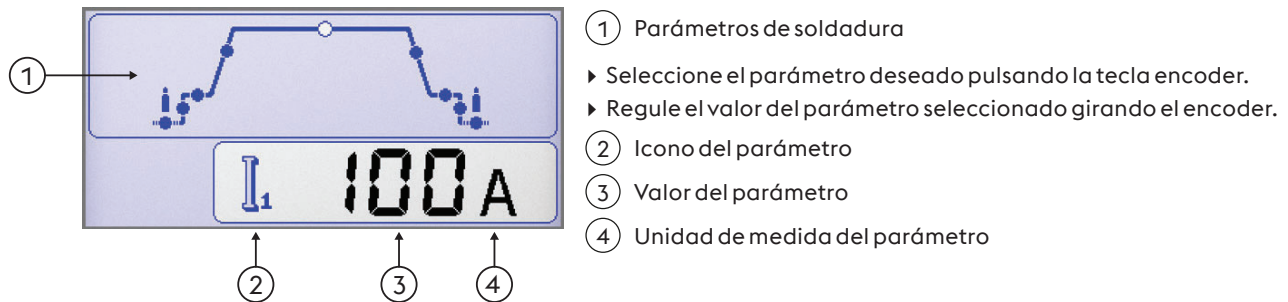 1 Parámetros de soldadura
▸ Seleccione el parámetro deseado pulsando la tecla encoder.
▸ Regule el valor del parámetro seleccionado girando el encoder.
2 Icono del parámetro
3 Valor del parámetro
4 Unidad de medida del parámetro
1
I1 100 A
2 3 4